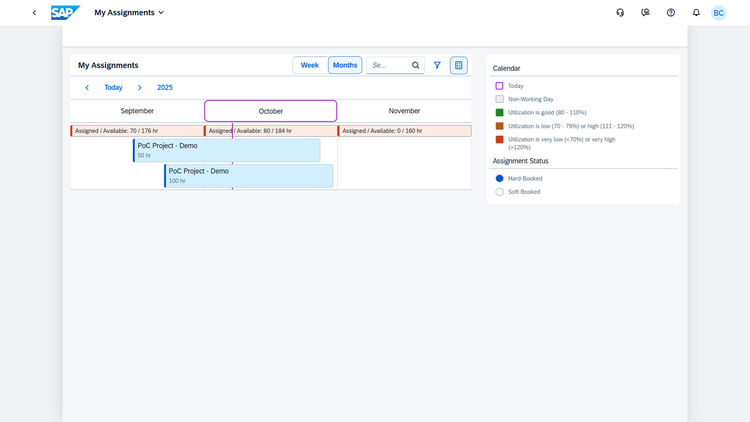 SAP
My Assignments
BC
My Assignments
Week
Months
Se...
Today
2025
September
October
November
Assigned / Available: 70 / 176 hr
Assigned / Available: 80 / 184 hr
Assigned / Available: 0 / 160 hr
PoC Project - Demo
50 hr
PoC Project - Demo
100 hr
Calendar
Today
Non-Working Day
Utilization is good (80 - 110%)
Utilization is low (70 - 79%) or high (111 - 120%)
Utilization is very low (<70%) or very high
(>120%)
Assignment Status
Hard-Booked
Soft-Booked